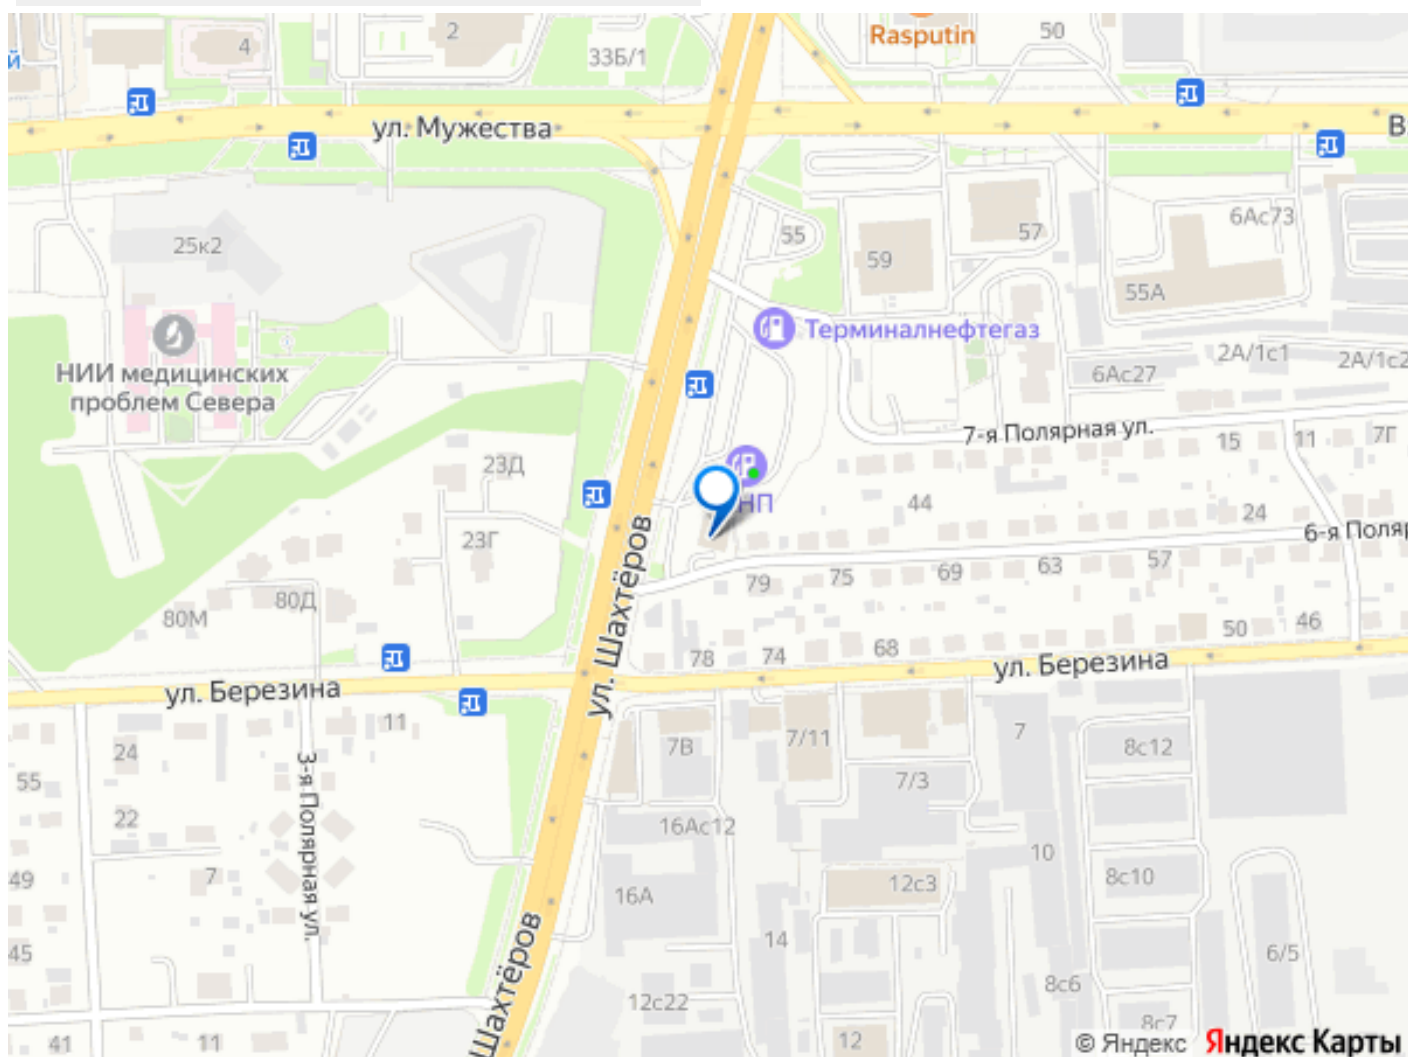 Rasputin
50
4
2
33Б/1
й
ул. Мужества
В
6Ас73
25к2
55
57
59
55А
Терминалнефтегаз
НИИ медицинских
проблем Севера
2А/1с1
2А/1с2
6Ас27
7-я Полярная ул.
15
11
7Г
23Д
НП
44
24
6-я Поляр
23Г
ул. Шахтёров
79
75
69
63
57
80Д
80М
50
46
78
74
68
ул. Березина
ул. Березина
11
24
7В
7/11
7
8с12
55
3-я Полярная ул.
7/3
22
16Ас12
10
49
7
16А
12с3
8с10
Шахтёров
14
45
6/5
8с6
12с22
8с7
41
11
12
© Яндекс
Яндекс Карты